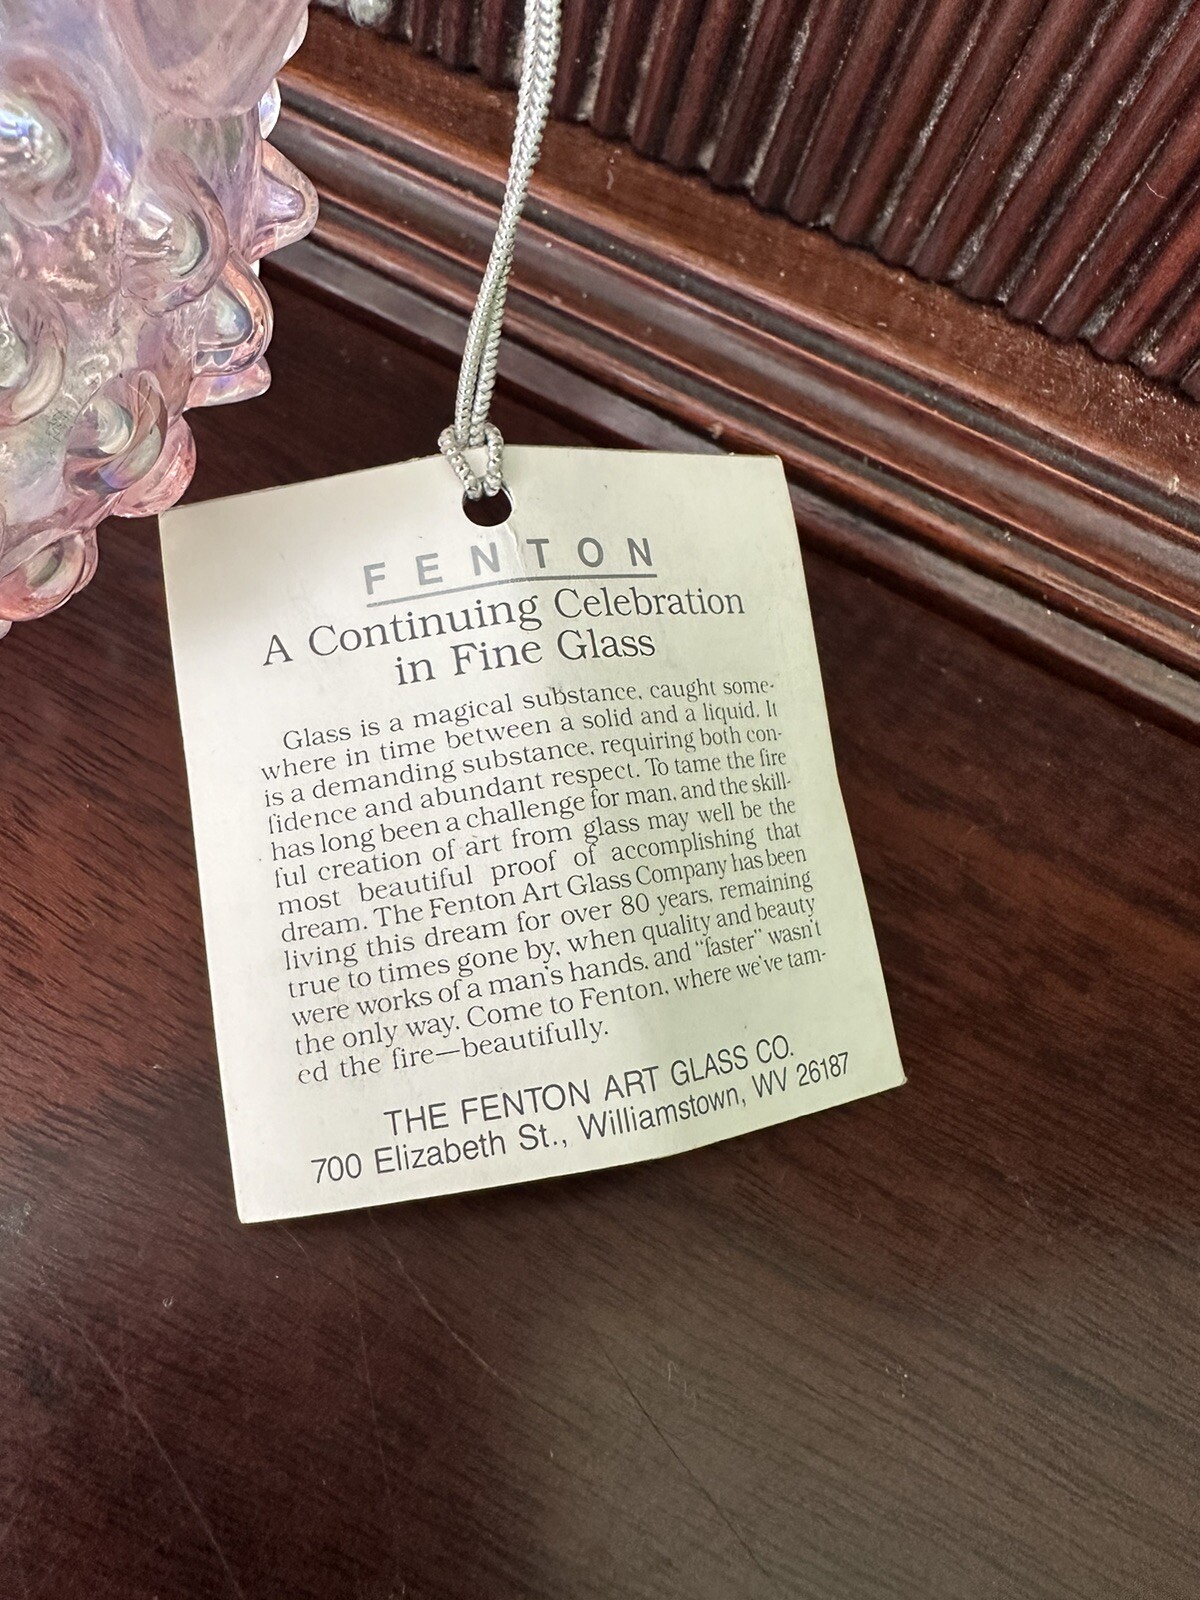 FENTON
A Continuing Celebration
in Fine Glass
Glass is a magical substance, caught some-
where in time between a solid and a liquid. It
is a demanding substance, requiring both con-
fidence and abundant respect. To tame the fire
has long been a challenge for man, and the skill-
ful creation of art from glass may well be the
most beautiful proof of accomplishing that
dream. The Fenton Art Glass Company has been
living this dream for over 80 years, remaining
true to times gone by, when quality and beauty
were works of a man's hands, and "faster" wasn't
the only way. Come to Fenton, where we've tam-
ed the fire—beautifully.
THE FENTON ART GLASS CO.
700 Elizabeth St., Williamstown, WV 26187